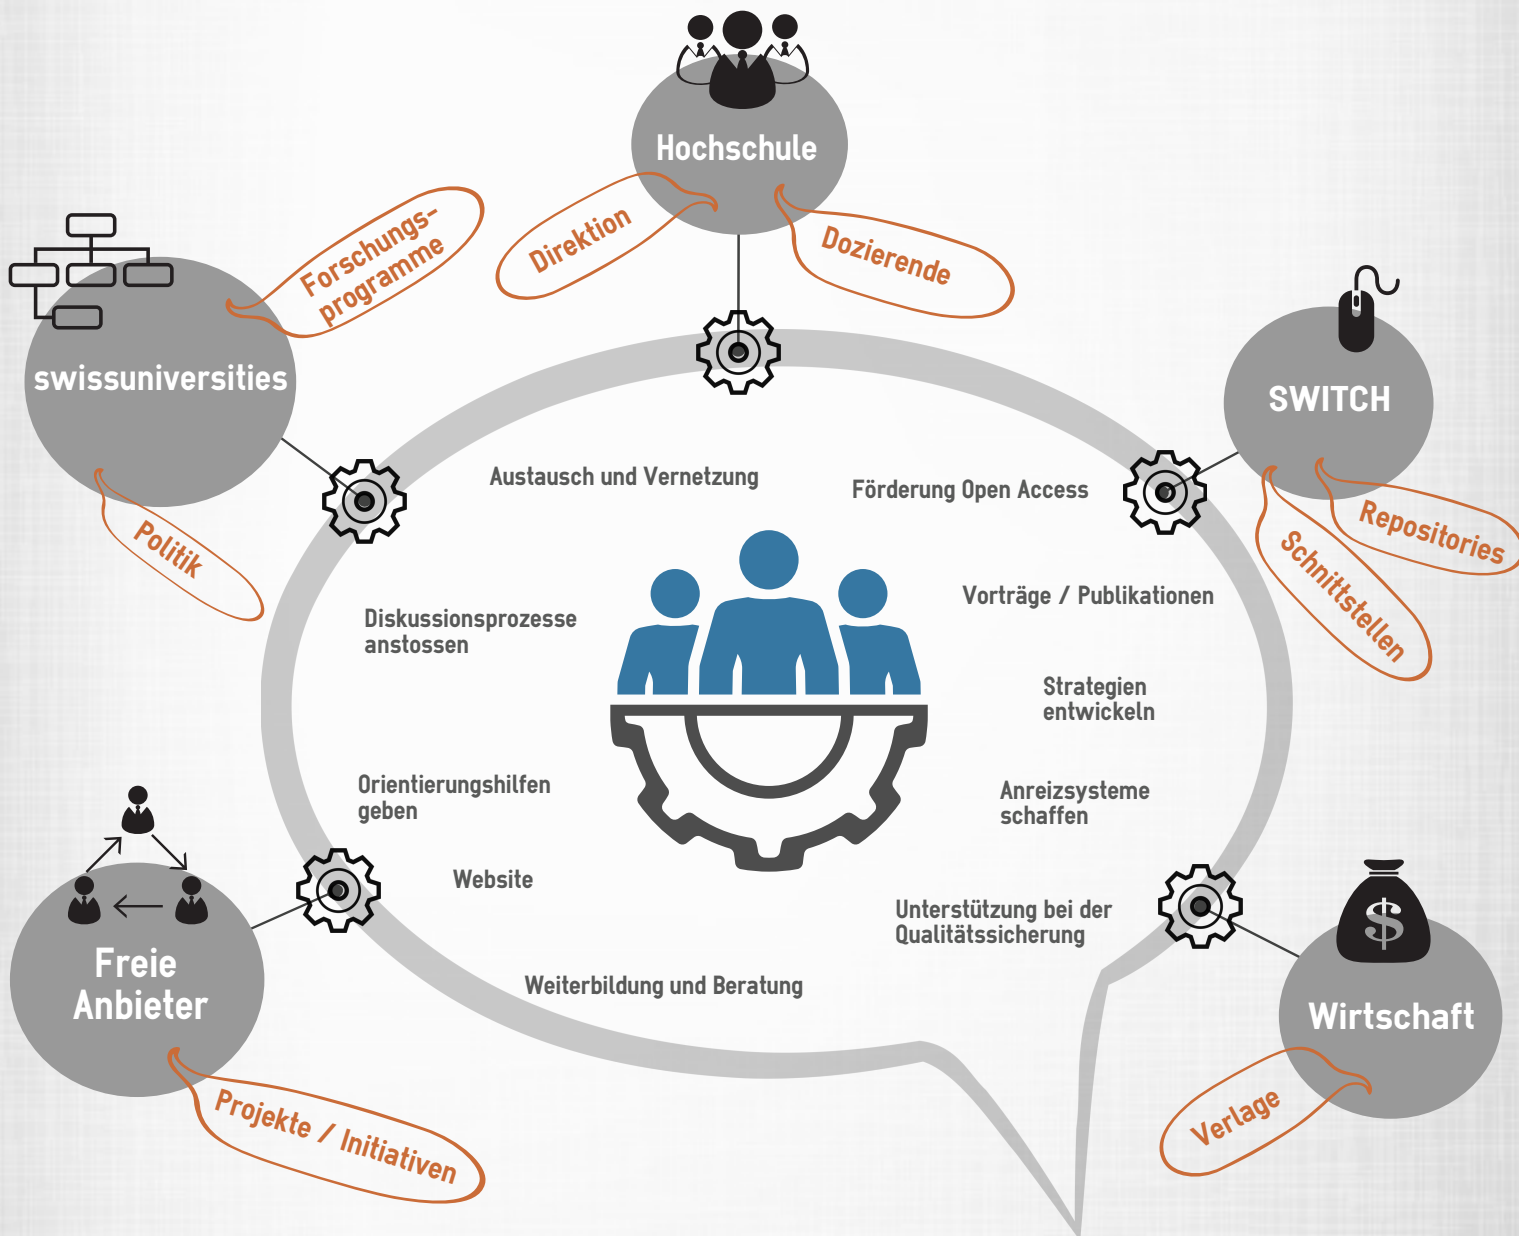 Hochschule
Direktion
Dozierende
Forschungs-
programme
swissuniversities
Politik
SWITCH
Repositories
Schnittstellen
Austausch und Vernetzung
Förderung Open Access
Vorträge / Publikationen
Diskussionsprozesse
anstossen
Strategien
entwickeln
Orientierungshilfen
geben
Anreizsysteme
schaffen
Website
Unterstützung bei der
Qualitätssicherung
Weiterbildung und Beratung
Freie
Anbieter
Projekte / Initiativen
$
Wirtschaft
Verlage